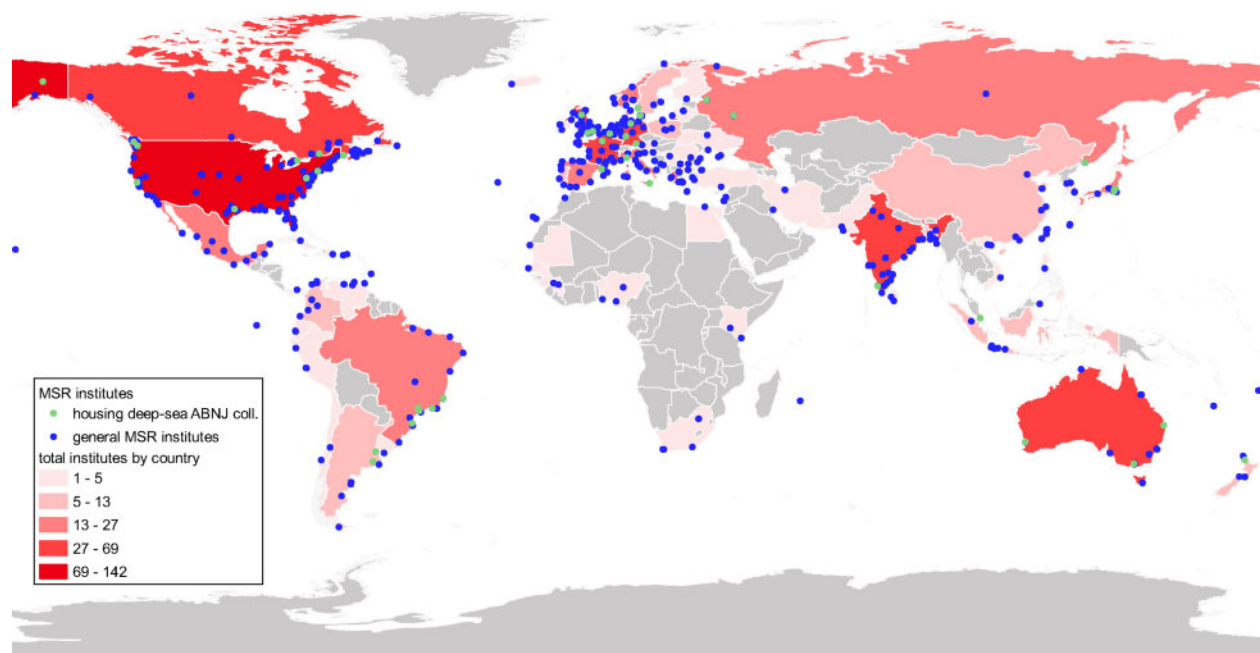 MSR institutes
housing deep-sea ABNJ coll.
general MSR institutes
total institutes by country
1 - 5
5 - 13
13 - 27
27 - 69
69 - 142